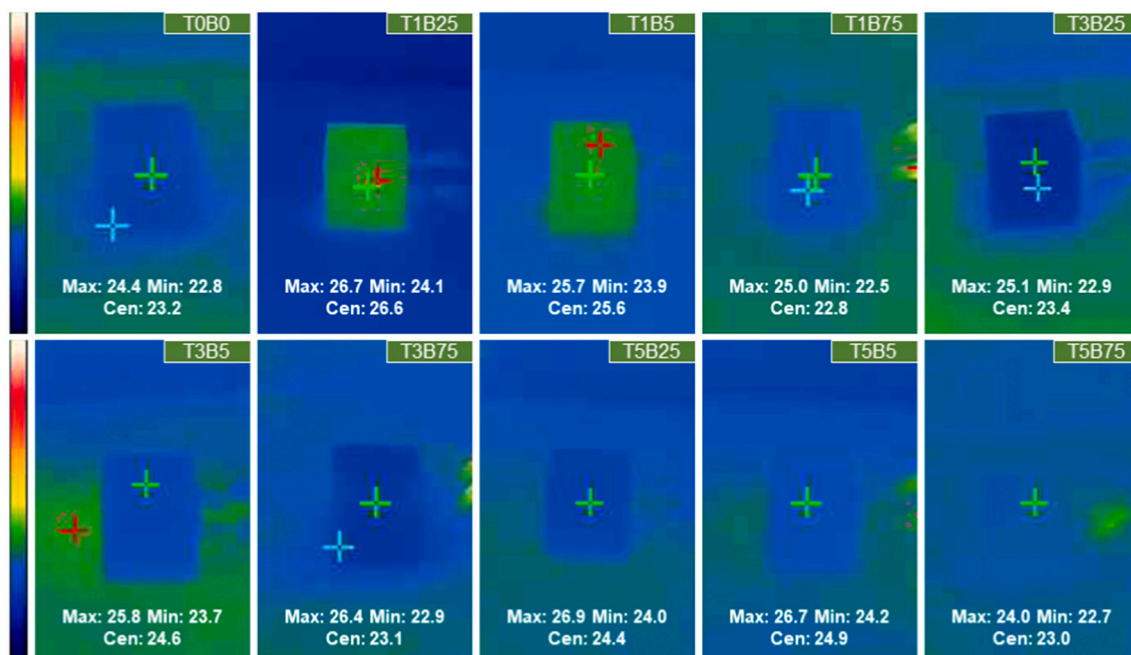 T0B0
Max: 24.4 Min: 22.8
Cen: 23.2
T1B25
Max: 26.7 Min: 24.1
Cen: 26.6
T1B5
Max: 25.7 Min: 23.9
Cen: 25.6
T1B75
Max: 25.0 Min: 22.5
Cen: 22.8
T3B25
Max: 25.1 Min: 22.9
Cen: 23.4
T3B5
Max: 25.8 Min: 23.7
Cen: 24.6
T3B75
Max: 26.4 Min: 22.9
Cen: 23.1
T5B25
Max: 26.9 Min: 24.0
Cen: 24.4
T5B5
Max: 26.7 Min: 24.2
Cen: 24.9
T5B75
Max: 24.0 Min: 22.7
Cen: 23.0